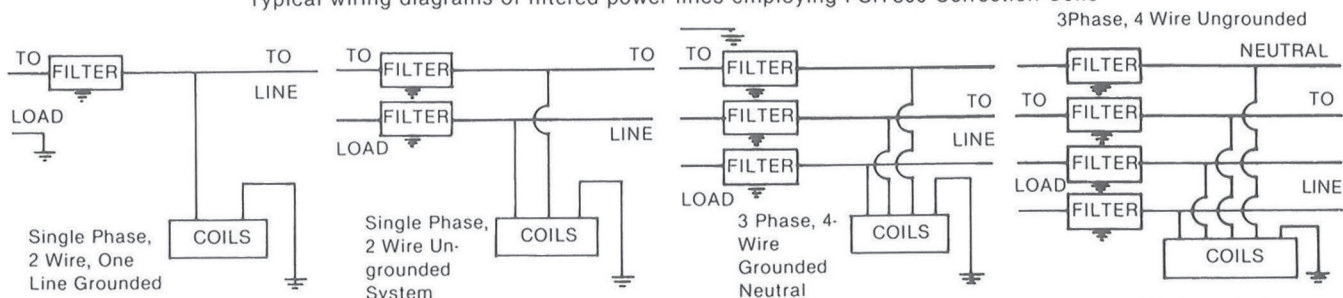 3Phase, 4 Wire Ungrounded
TO
FILTER
TO
LINE
LOAD
COILS
Single Phase,
2 Wire, One
Line Grounded
TO
FILTER
TO
FILTER
LINE
LOAD
COILS
Single Phase,
2 Wire Un-
grounded
System
TO
FILTER
FILTER
TO
LINE
FILTER
LOAD
COILS
3 Phase, 4-
Wire
Grounded
Neutral
FILTER
NEUTRAL
TO
FILTER
TO
FILTER
LOAD
LINE
FILTER
COILS